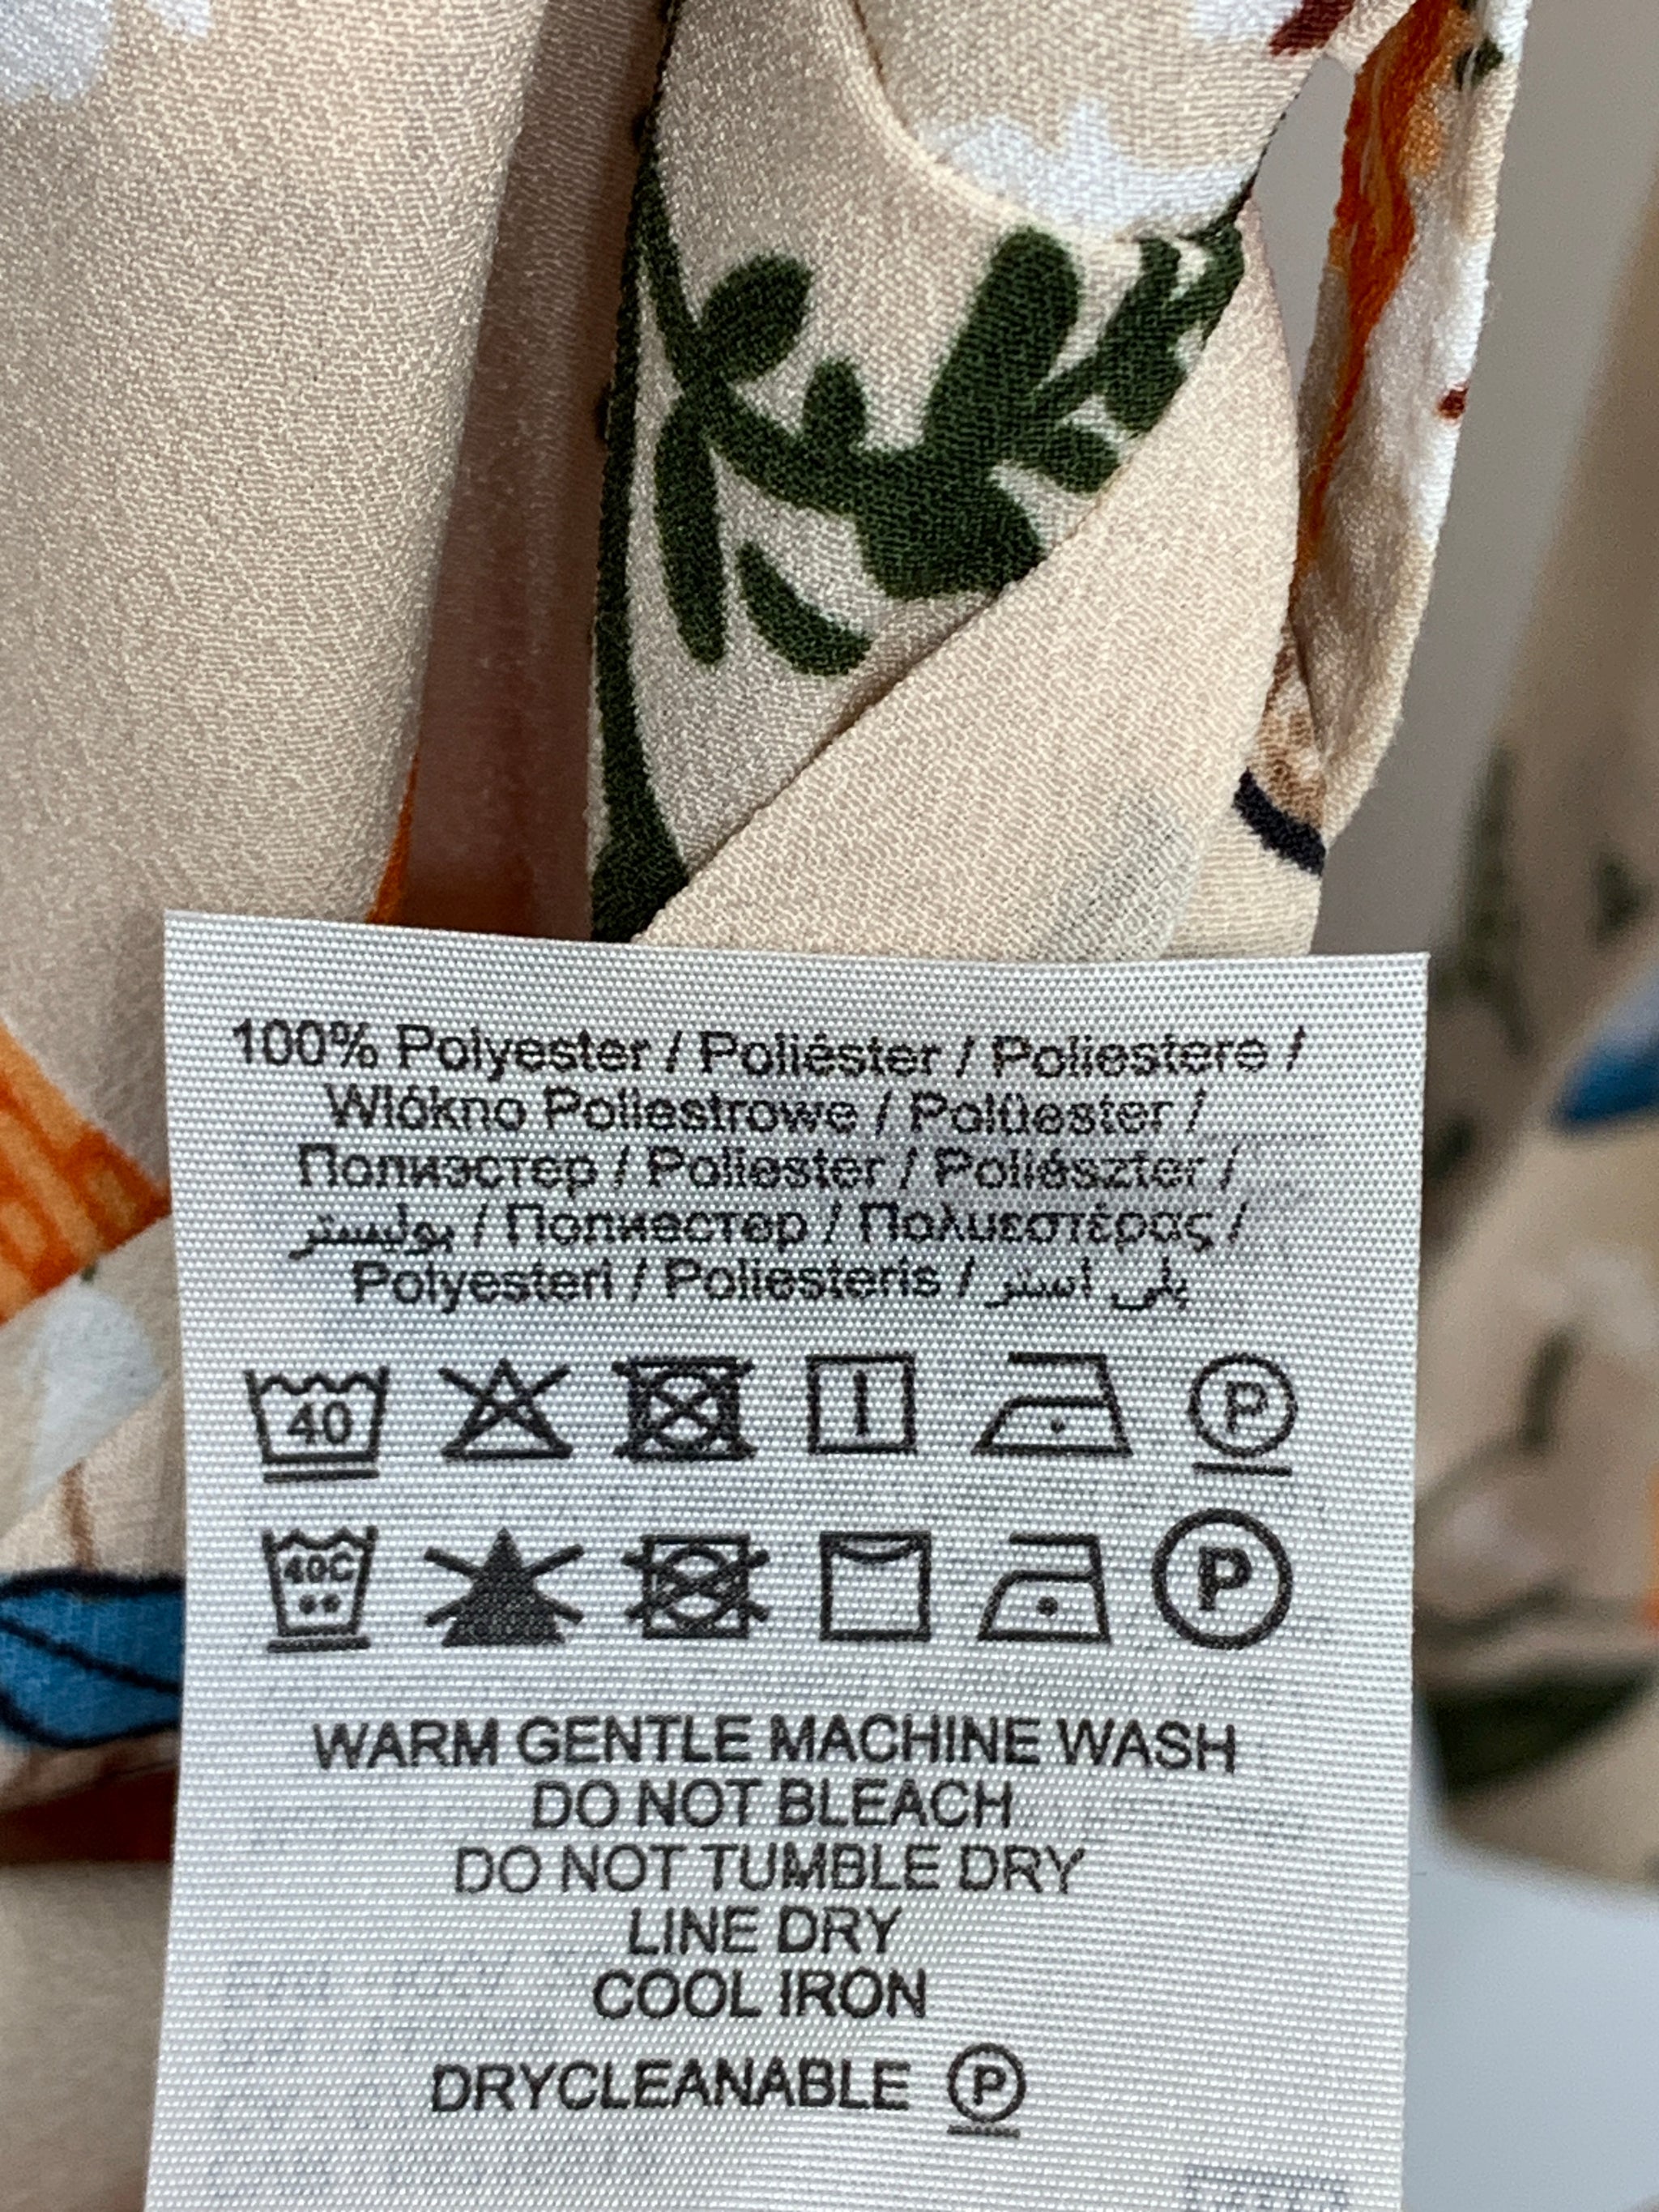 100% Polyester / Poliéster / Poliestere /
Włókno Poliestrowe / Polüester /
Полиэстер / Poliester / Poliészter /
پولیستر / Полиестер / Πολυεστέρας /
Polyesteri / Poliesteris / پلی استر
40 P
40C P
WARM GENTLE MACHINE WASH
DO NOT BLEACH
DO NOT TUMBLE DRY
LINE DRY
COOL IRON
DRYCLEANABLE P